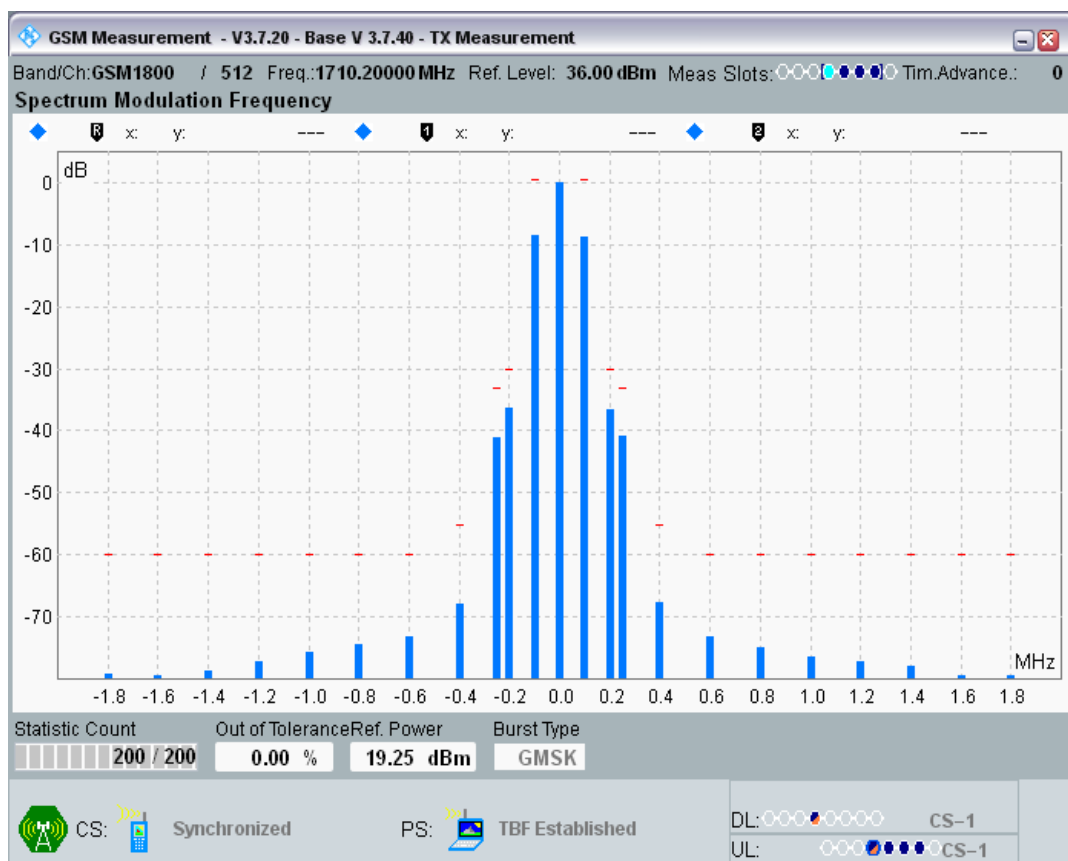 GSM Measurement - V3.7.20 - Base V 3.7.40 - TX Measurement
Band/Ch:GSM1800 / 512 Freq.:1710.20000 MHz Ref. Level: 36.00 dBm Meas Slots: Tim.Advance.: 0
Spectrum Modulation Frequency
R x: y: --- 1 x: y: --- 2 x: y: ---
dB
0
-10
-20
-30
-40
-50
-60
-70
MHz
-1.8 -1.6 -1.4 -1.2 -1.0 -0.8 -0.6 -0.4 -0.2 0.0 0.2 0.4 0.6 0.8 1.0 1.2 1.4 1.6 1.8
Statistic Count Out of Tolerance Ref. Power Burst Type
200 / 200 0.00 % 19.25 dBm GMSK
CS: Synchronized PS: TBF Established
DL: CS-1
UL: CS-1